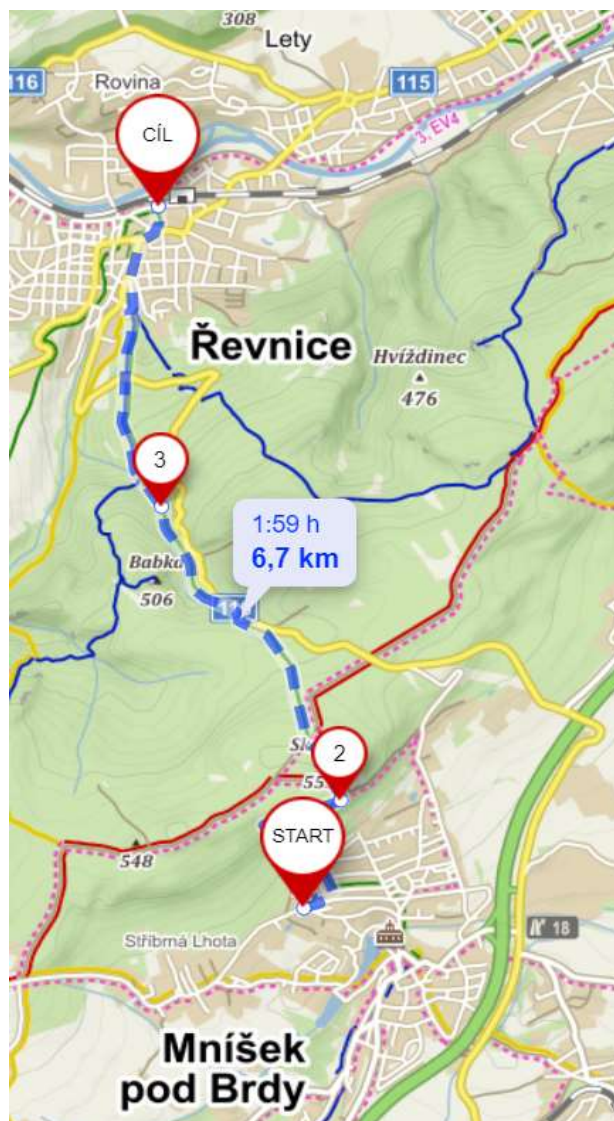 308
Lety
116
Rovina
115
CÍL
3, EV4
Řevnice
Hvíždinec
476
3
1:59 h
6,7 km
Babka
506
2
START
548
Stříbrná Lhota
18
Mníšek
pod Brdy